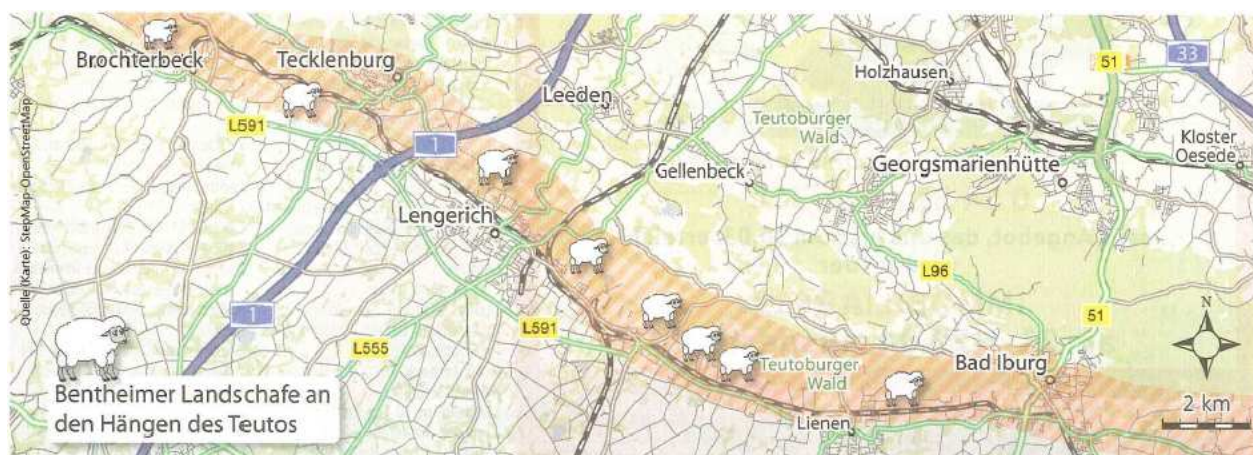 51
33
Brochterbeck
Tecklenburg
Holzhausen
Leeden
L591
Teutoburger
Wald
1
Kloster
Oesede
Gellenbeck
Georgsmarienhütte
Lengerich
L96
1
L591
51
N
L555
Teutoburger
Wald
Bad Iburg
Bentheimer Landschafe an
den Hängen des Teutos
2 km
Lienen
Quelle (Karte): StepMap-OpenStreetMap